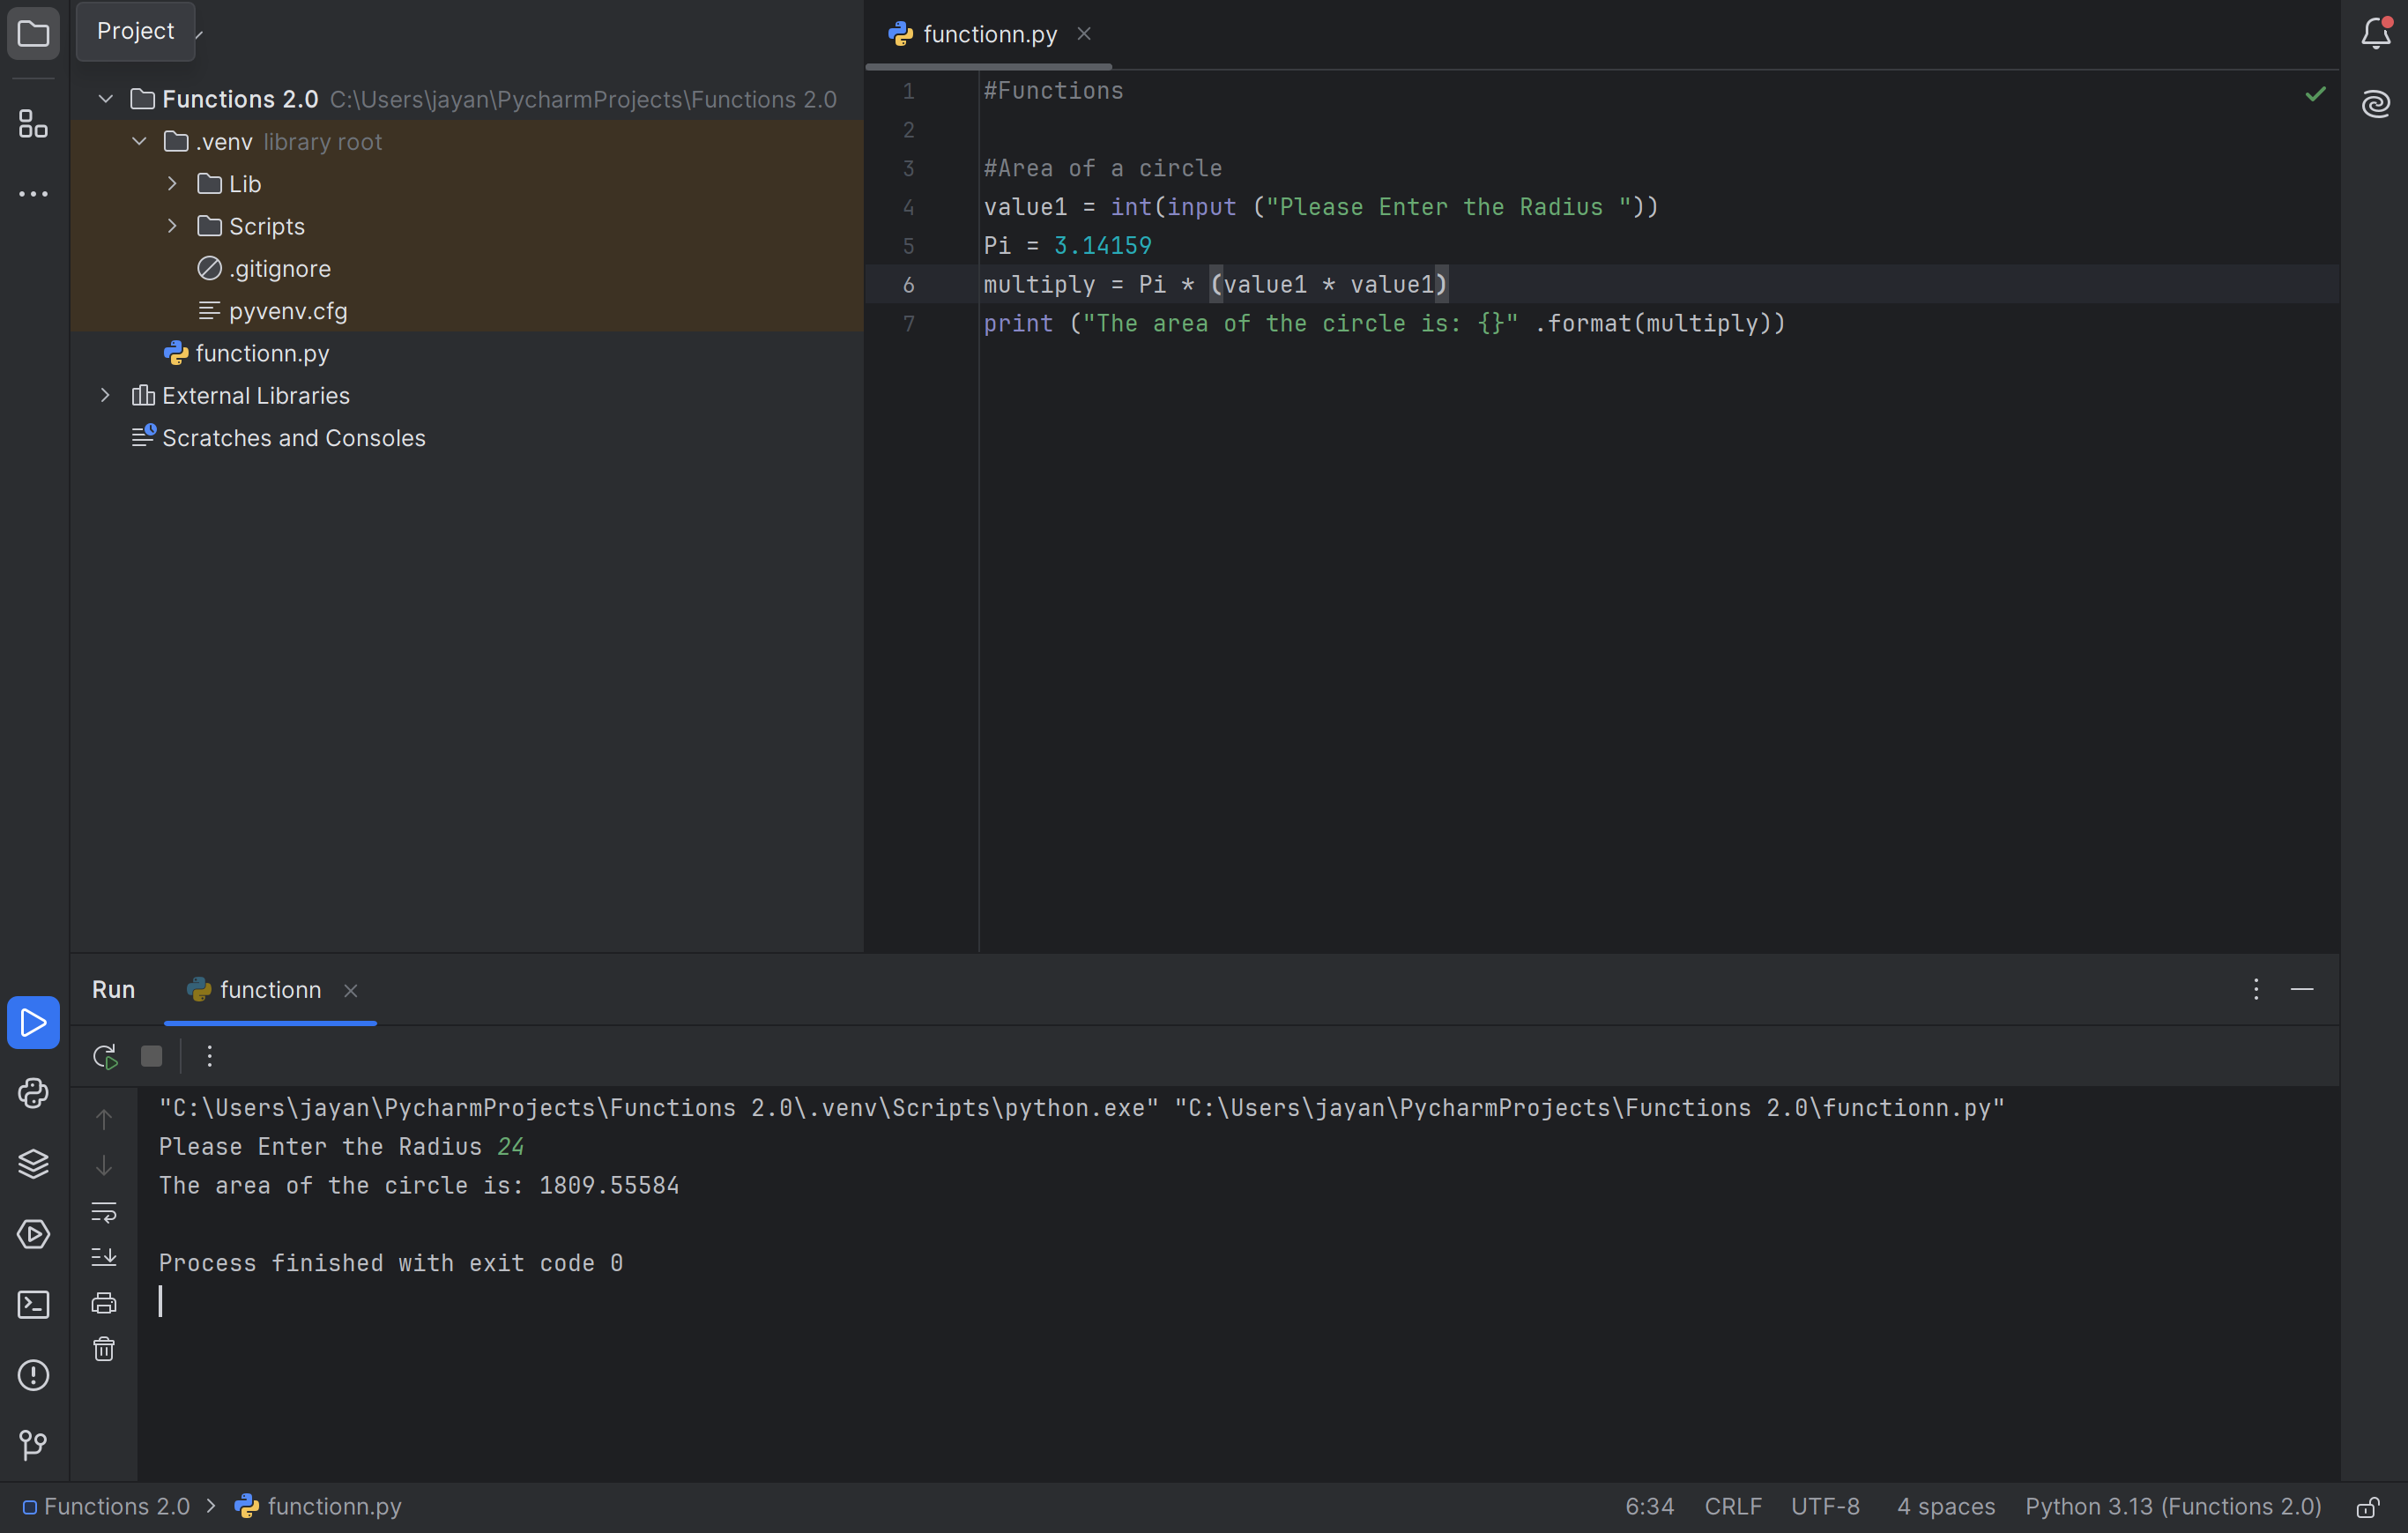 Project
Functions 2.0 C:\Users\jayan\PycharmProjects\Functions 2.0
.venv library root
Lib
Scripts
.gitignore
pyvenv.cfg
functionn.py
External Libraries
Scratches and Consoles
functionn.py
1 #Functions
2
3 #Area of a circle
4 value1 = int(input ("Please Enter the Radius "))
5 Pi = 3.14159
6 multiply = Pi * (value1 * value1)
7 print ("The area of the circle is: {}" .format(multiply))
Run functionn
"C:\Users\jayan\PycharmProjects\Functions 2.0\.venv\Scripts\python.exe" "C:\Users\jayan\PycharmProjects\Functions 2.0\functionn.py"
Please Enter the Radius 24
The area of the circle is: 1809.55584
Process finished with exit code 0
Functions 2.0 > functionn.py 6:34 CRLF UTF-8 4 spaces Python 3.13 (Functions 2.0)